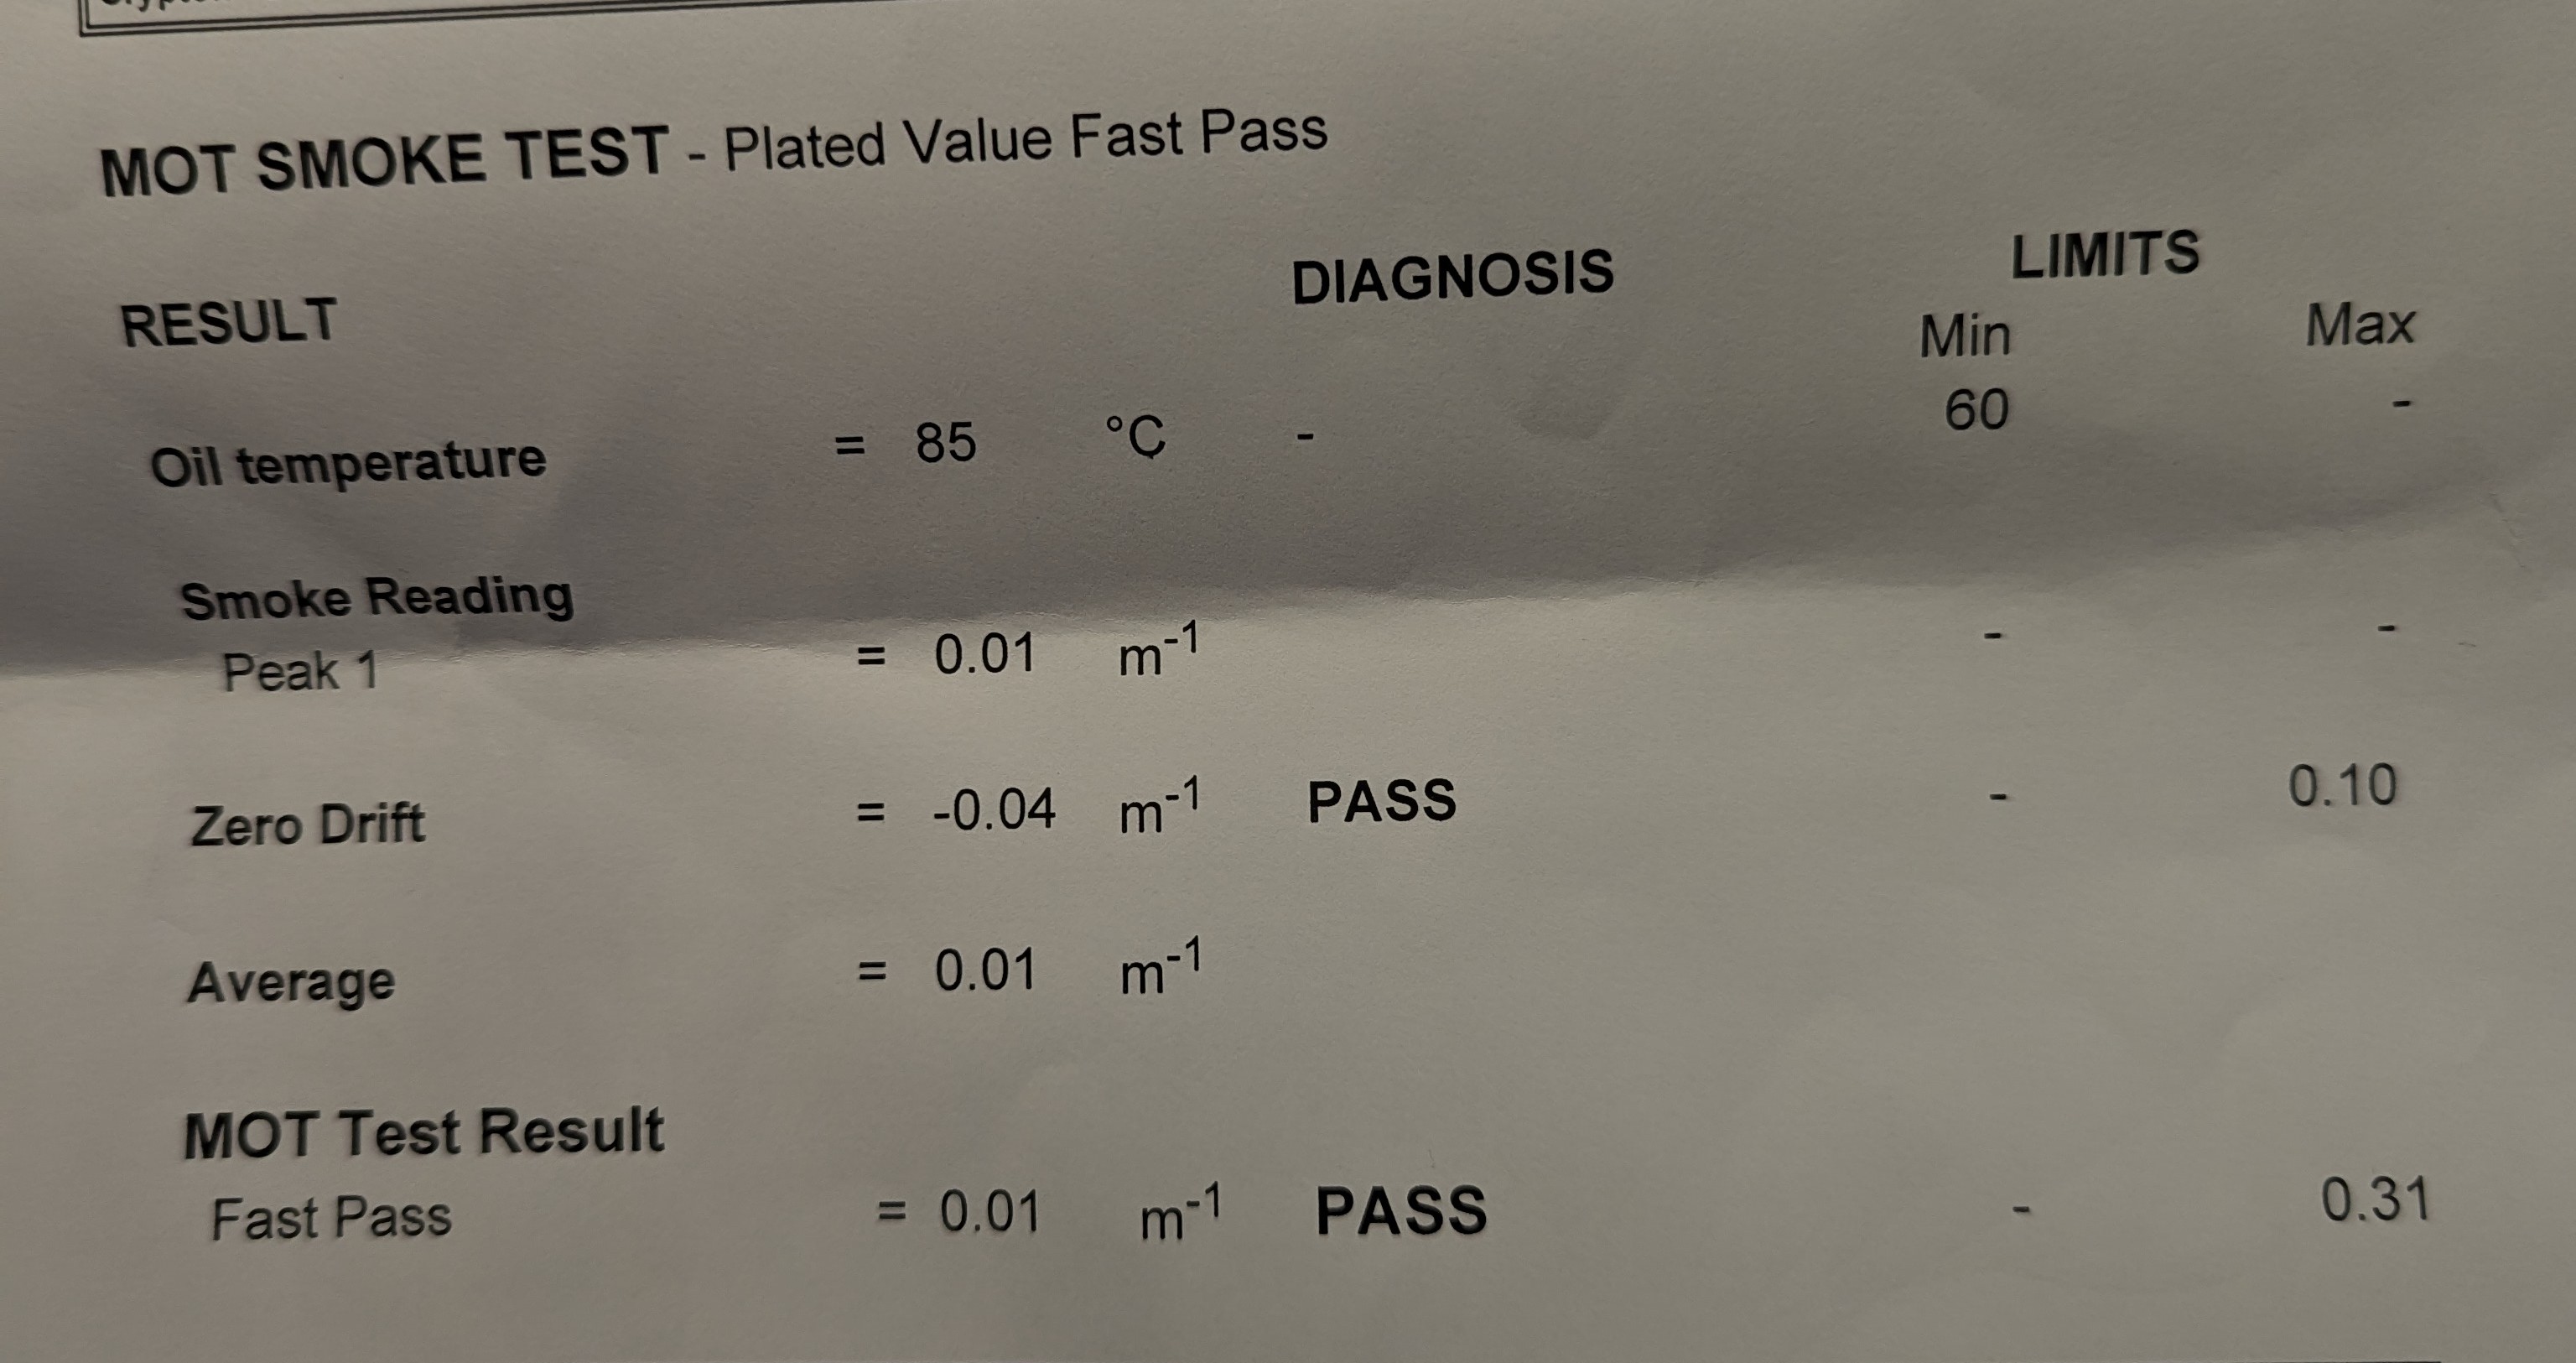 MOT SMOKE TEST - Plated Value Fast Pass
RESULT DIAGNOSIS LIMITS
Min Max
Oil temperature = 85 °C - 60 -
Smoke Reading
Peak 1 = 0.01 m⁻¹ - -
Zero Drift = -0.04 m⁻¹ PASS - 0.10
Average = 0.01 m⁻¹
MOT Test Result
Fast Pass = 0.01 m⁻¹ PASS - 0.31